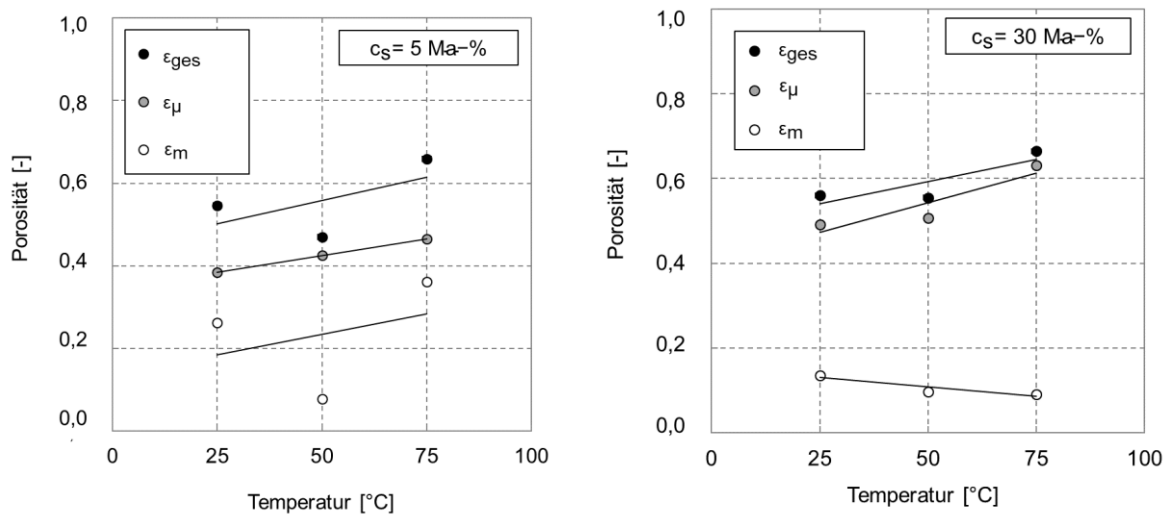 1,0
0,8
0,6
0,4
0,2
0,0
Porosität [-]
ε_ges
ε_μ
ε_m
c_S= 5 Ma-%
0
25
50
75
100
Temperatur [°C]
1,0
0,8
0,6
0,4
0,2
0,0
Porosität [-]
ε_ges
ε_μ
ε_m
c_S= 30 Ma-%
0
25
50
75
100
Temperatur [°C]